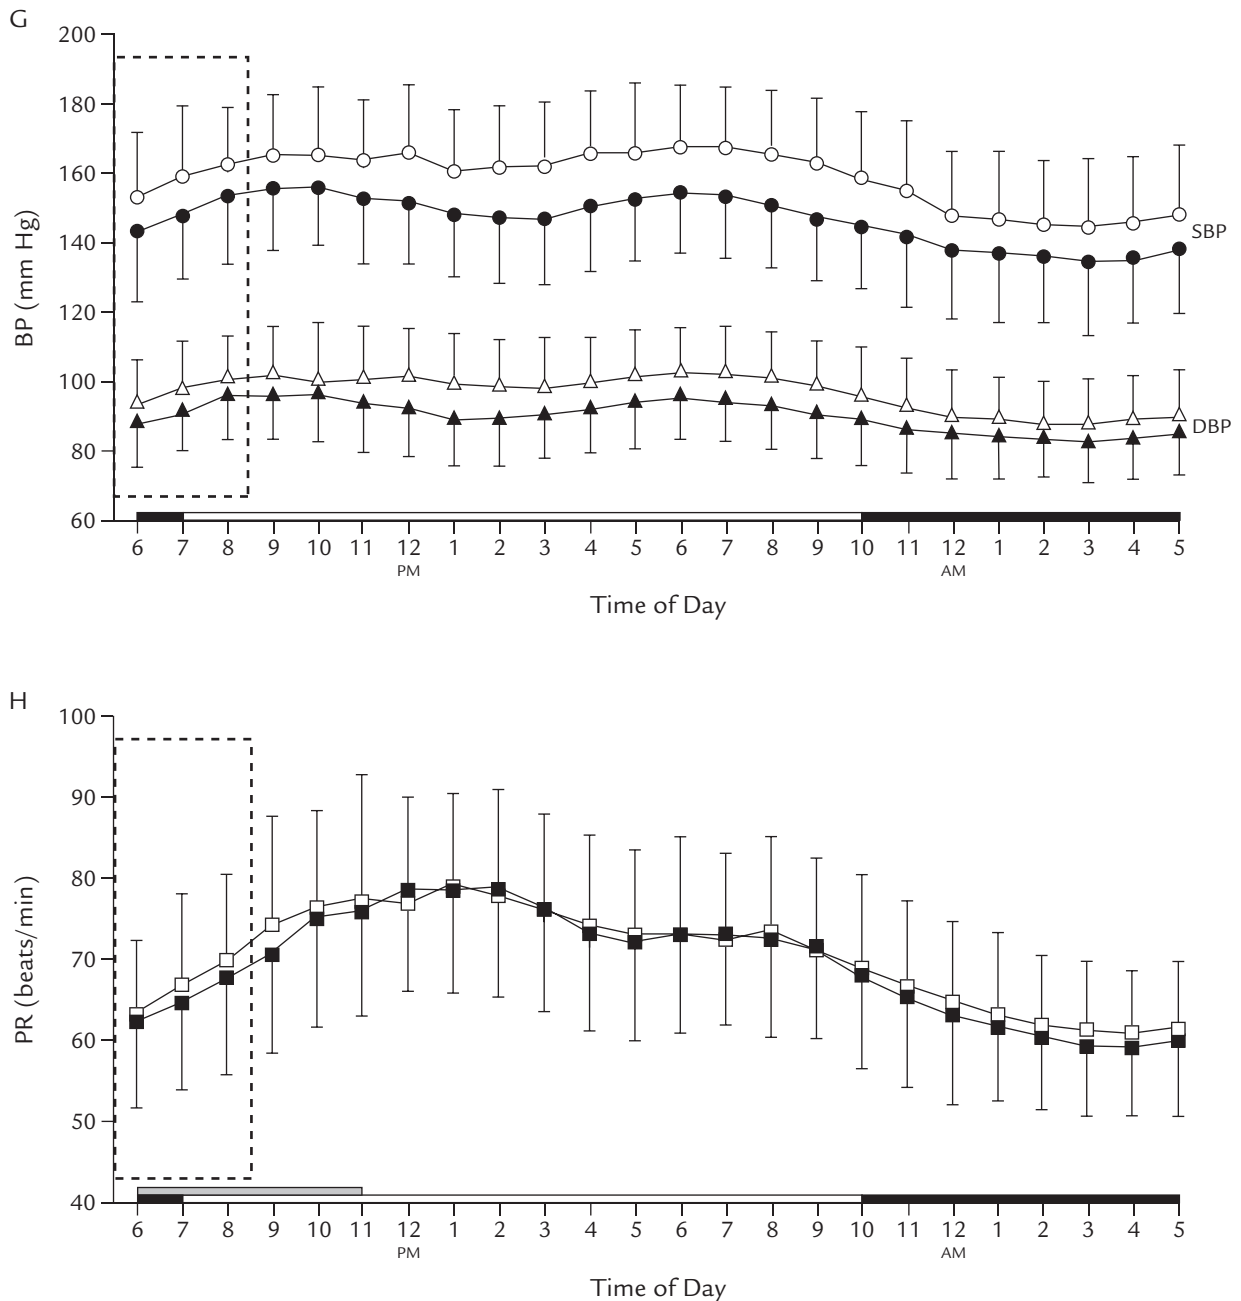 G
200
180
160
140
120
100
80
60
BP (mm Hg)
SBP
DBP
6 7 8 9 10 11 12 1 2 3 4 5 6 7 8 9 10 11 12 1 2 3 4 5
PM AM
Time of Day
H
100
90
80
70
60
50
40
PR (beats/min)
6 7 8 9 10 11 12 1 2 3 4 5 6 7 8 9 10 11 12 1 2 3 4 5
PM AM
Time of Day